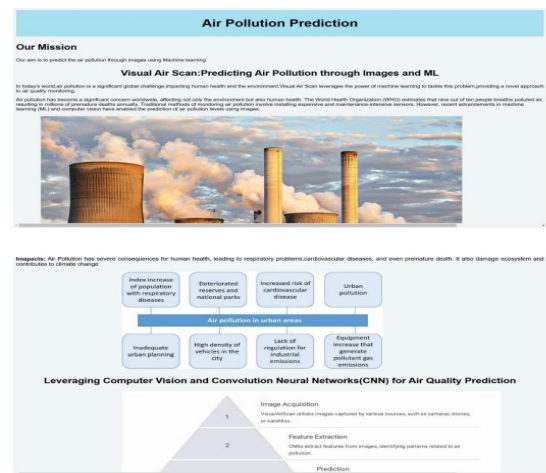 Air Pollution Prediction
Our Mission
Our aim is to predict the air pollution through images using Machine learning
Visual Air Scan:Predicting Air Pollution through Images and ML
In today's world,air pollution is a significant global challenge,impacting human health and the environment.Visual Air Scan leverages the power of machine learning to tackle this problem,providing a novel approach
to air quality monitoring.
Air pollution has become a significant concern worldwide, affecting not only the environment but also human health. The World Health Organization (WHO) estimates that nine out of ten people breathe polluted air,
resulting in millions of premature deaths annually. Traditional methods of monitoring air pollution involve installing expensive and maintenance-intensive sensors. However, recent advancements in machine
learning (ML) and computer vision have enabled the prediction of air pollution levels using images.
Imapacts: Air Pollution has severe consequences for human health, leading to respiratory problems,cardiovascular diseases, and even premature death. It also damage ecosystem and
contributes to climate change
Index increase
of population
with respiratory
diseases
Deteriorated
reserves and
national parks
Increased risk of
cardiovascular
disease
Urban
pollution
Air pollution in urban areas
Inadequate
urban planning
High density of
vehicles in the
city
Lack of
regulation for
industrial
emissions
Equipment
increase that
generate
pollutant gas
emissions
Leveraging Computer Vision and Convolution Neural Networks(CNN) for Air Quality Prediction
1
Image Acquisition
VisualAirScan utilizes images captured by various sources, such as cameras, drones,
or satellites.
2
Feature Extraction
CNNs extract features from images, identifying patterns related to air
pollution.
Prediction